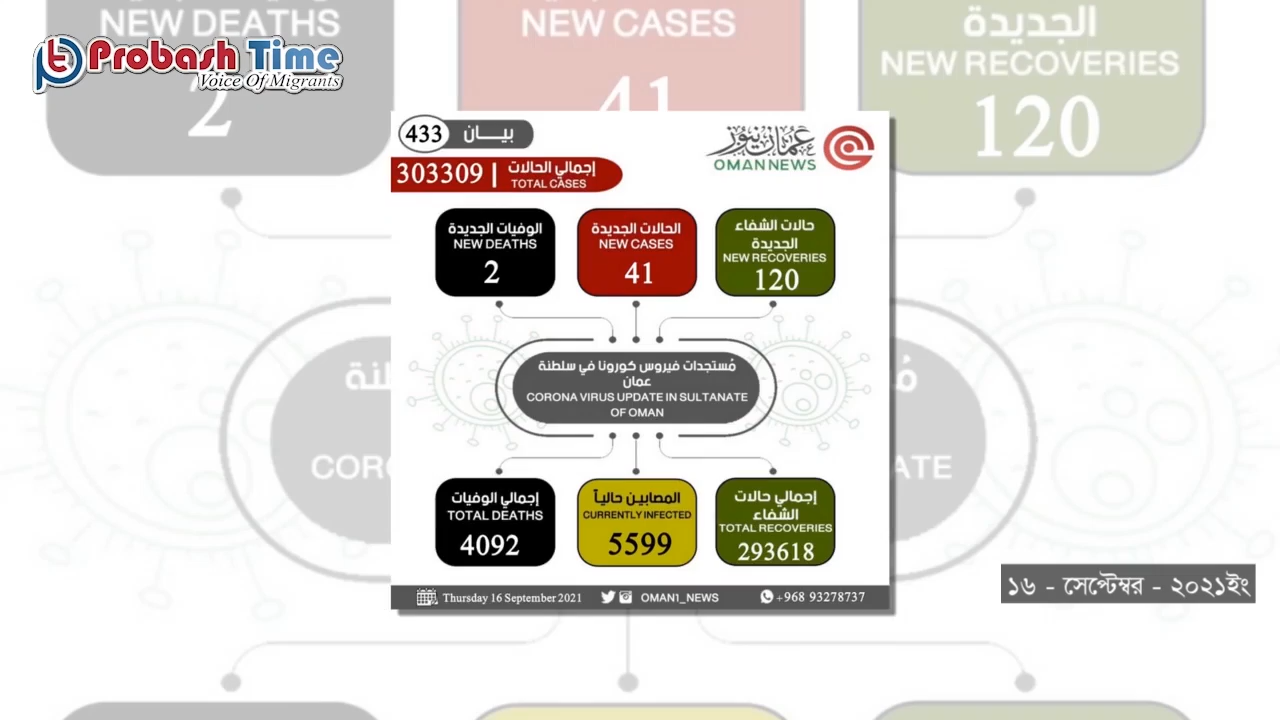 NEW DEATHS
2
NEW CASES
41
الجديدة
NEW RECOVERIES
120
Probash Time
Voice Of Migrants
433
بيــــان
OMAN NEWS
عمان نيوز
303309 | إجمالي الحالات
TOTAL CASES
الوفيات الجديدة
NEW DEATHS
2
الحالات الجديدة
NEW CASES
41
حالات الشفاء
الجديدة
NEW RECOVERIES
120
مُستجدات فيروس كورونا في سلطنة
عمان
CORONA VIRUS UPDATE IN SULTANATE
OF OMAN
إجمالي الوفيات
TOTAL DEATHS
4092
المصابين حالياً
CURRENTLY INFECTED
5599
إجمالي حالات
الشفاء
TOTAL RECOVERIES
293618
Thursday 16 September 2021
OMAN1_NEWS
+968 93278737
১৬ - সেপ্টেম্বর - ২০২১ইং